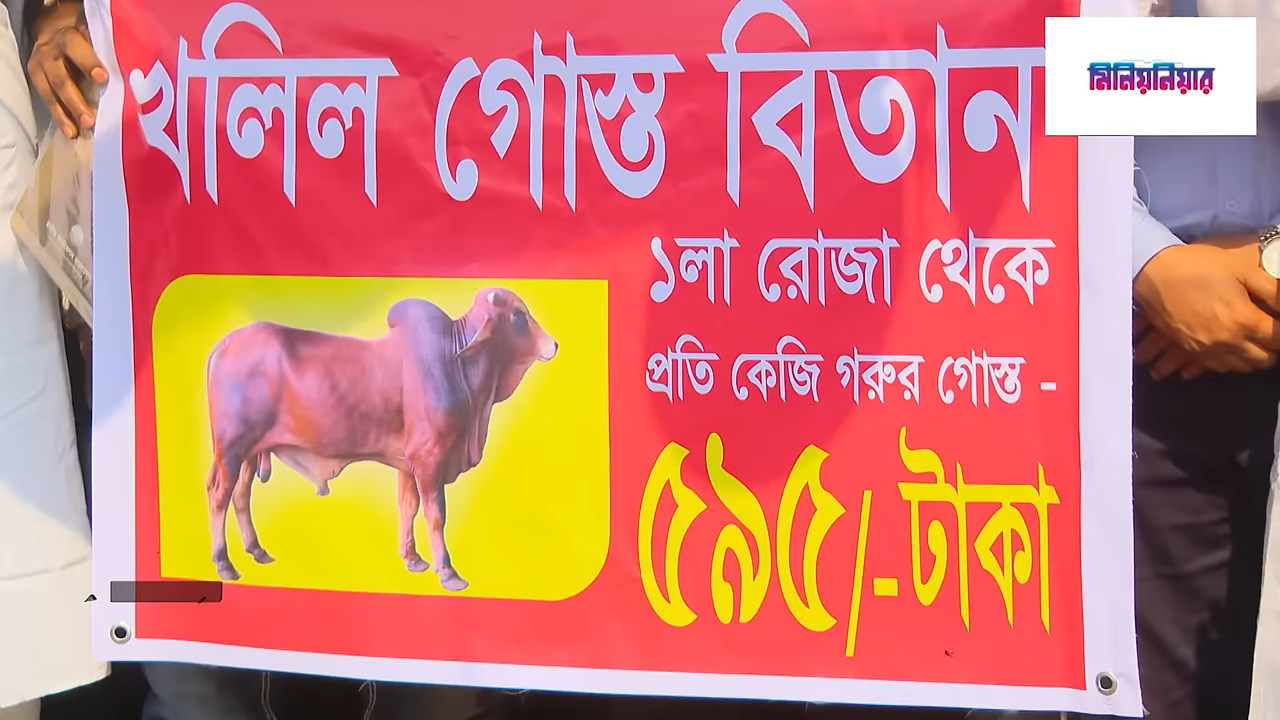 খলিল গোস্ত বিতান
মিনিয়নিয়ার
১লা রোজা থেকে
প্রতি কেজি গরুর গোস্ত -
৫৯৫/- টাকা